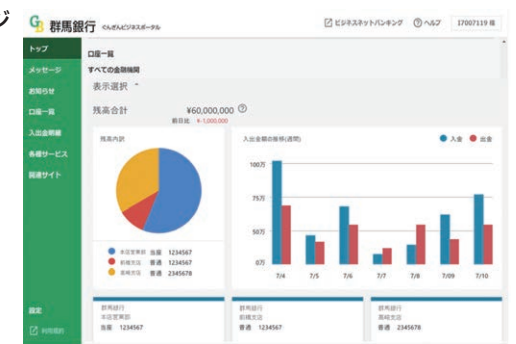 ジ
群馬銀行 ぐんぎんビジネスポータル
ビジネスネットバンキング ヘルプ 17007119 様
トップ
メッセージ
お知らせ
口座一覧
入出金明細
各種サービス
関連サイト
設定
利用規約
口座一覧
すべての金融機関
表示選択
残高合計 ¥60,000,000
前日比 ¥-1,000,000
残高内訳
本店営業部 当座 1234567
前橋支店 普通 1234567
高崎支店 普通 2345678
入出金額の推移(週間)
入金 出金
100万
75万
50万
0万
7/4 7/5 7/6 7/7 7/8 7/09 7/10
群馬銀行
本店営業部
当座 1234567
群馬銀行
前橋支店
普通 1234567
群馬銀行
高崎支店
普通 2345678